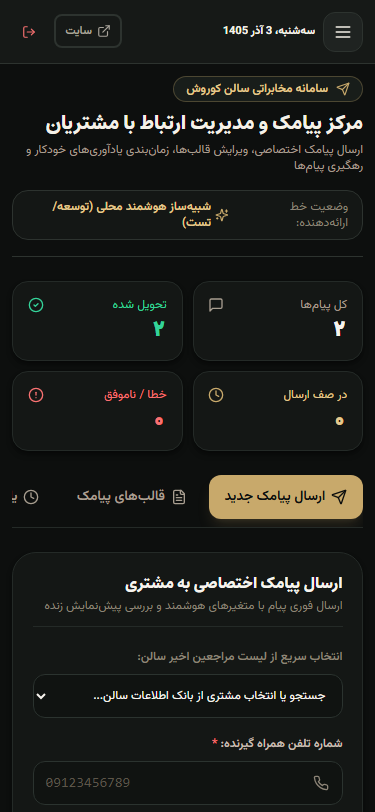 سه‌شنبه، 3 آذر 1405
سایت
سامانه مخابراتی سالن کوروش
مرکز پیامک و مدیریت ارتباط با مشتریان
ارسال پیامک اختصاصی، ویرایش قالب‌ها، زمان‌بندی یادآوری‌های خودکار و
رهگیری پیام‌ها
وضعیت خط
ارائه‌دهنده:
شبیه‌ساز هوشمند محلی (توسعه/
تست)
کل پیام‌ها
۲
تحویل شده
۲
در صف ارسال
۰
خطا / ناموفق
۰
ارسال پیامک جدید
قالب‌های پیامک
ارسال پیامک اختصاصی به مشتری
ارسال فوری پیام با متغیرهای هوشمند و بررسی پیش‌نمایش زنده
انتخاب سریع از لیست مراجعین اخیر سالن:
جستجو یا انتخاب مشتری از بانک اطلاعات سالن...
شماره تلفن همراه گیرنده: *
09123456789